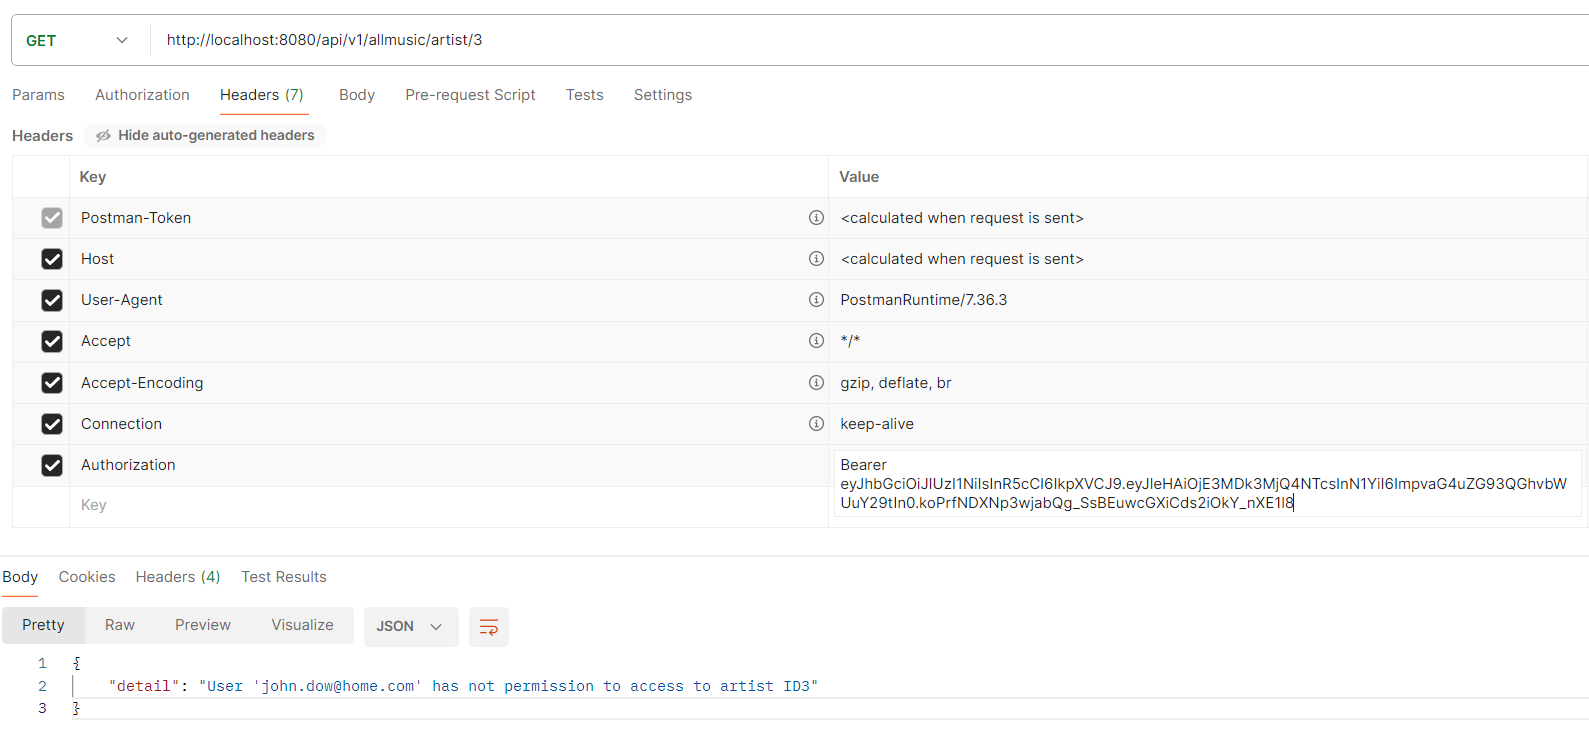 GET http://localhost:8080/api/v1/allmusic/artist/3
Params Authorization Headers (7) Body Pre-request Script Tests Settings
Headers Hide auto-generated headers
Key Value
Postman-Token <calculated when request is sent>
Host <calculated when request is sent>
User-Agent PostmanRuntime/7.36.3
Accept */*
Accept-Encoding gzip, deflate, br
Connection keep-alive
Authorization Bearer
eyJhbGciOiJIUzI1NiIsInR5cCI6IkpXVCJ9.eyJleHAiOjE3MDk3MjQ4NTcsInN1YiI6ImpvaG4uZG93QGhvbW
UuY29tIn0.koPrfNDXNp3wjabQg_SsBEuwcGXiCds2iOkY_nXE1I8
Key
Body Cookies Headers (4) Test Results
Pretty Raw Preview Visualize JSON
1 {
2 "detail": "User 'john.dow@home.com' has not permission to access to artist ID3"
3 }